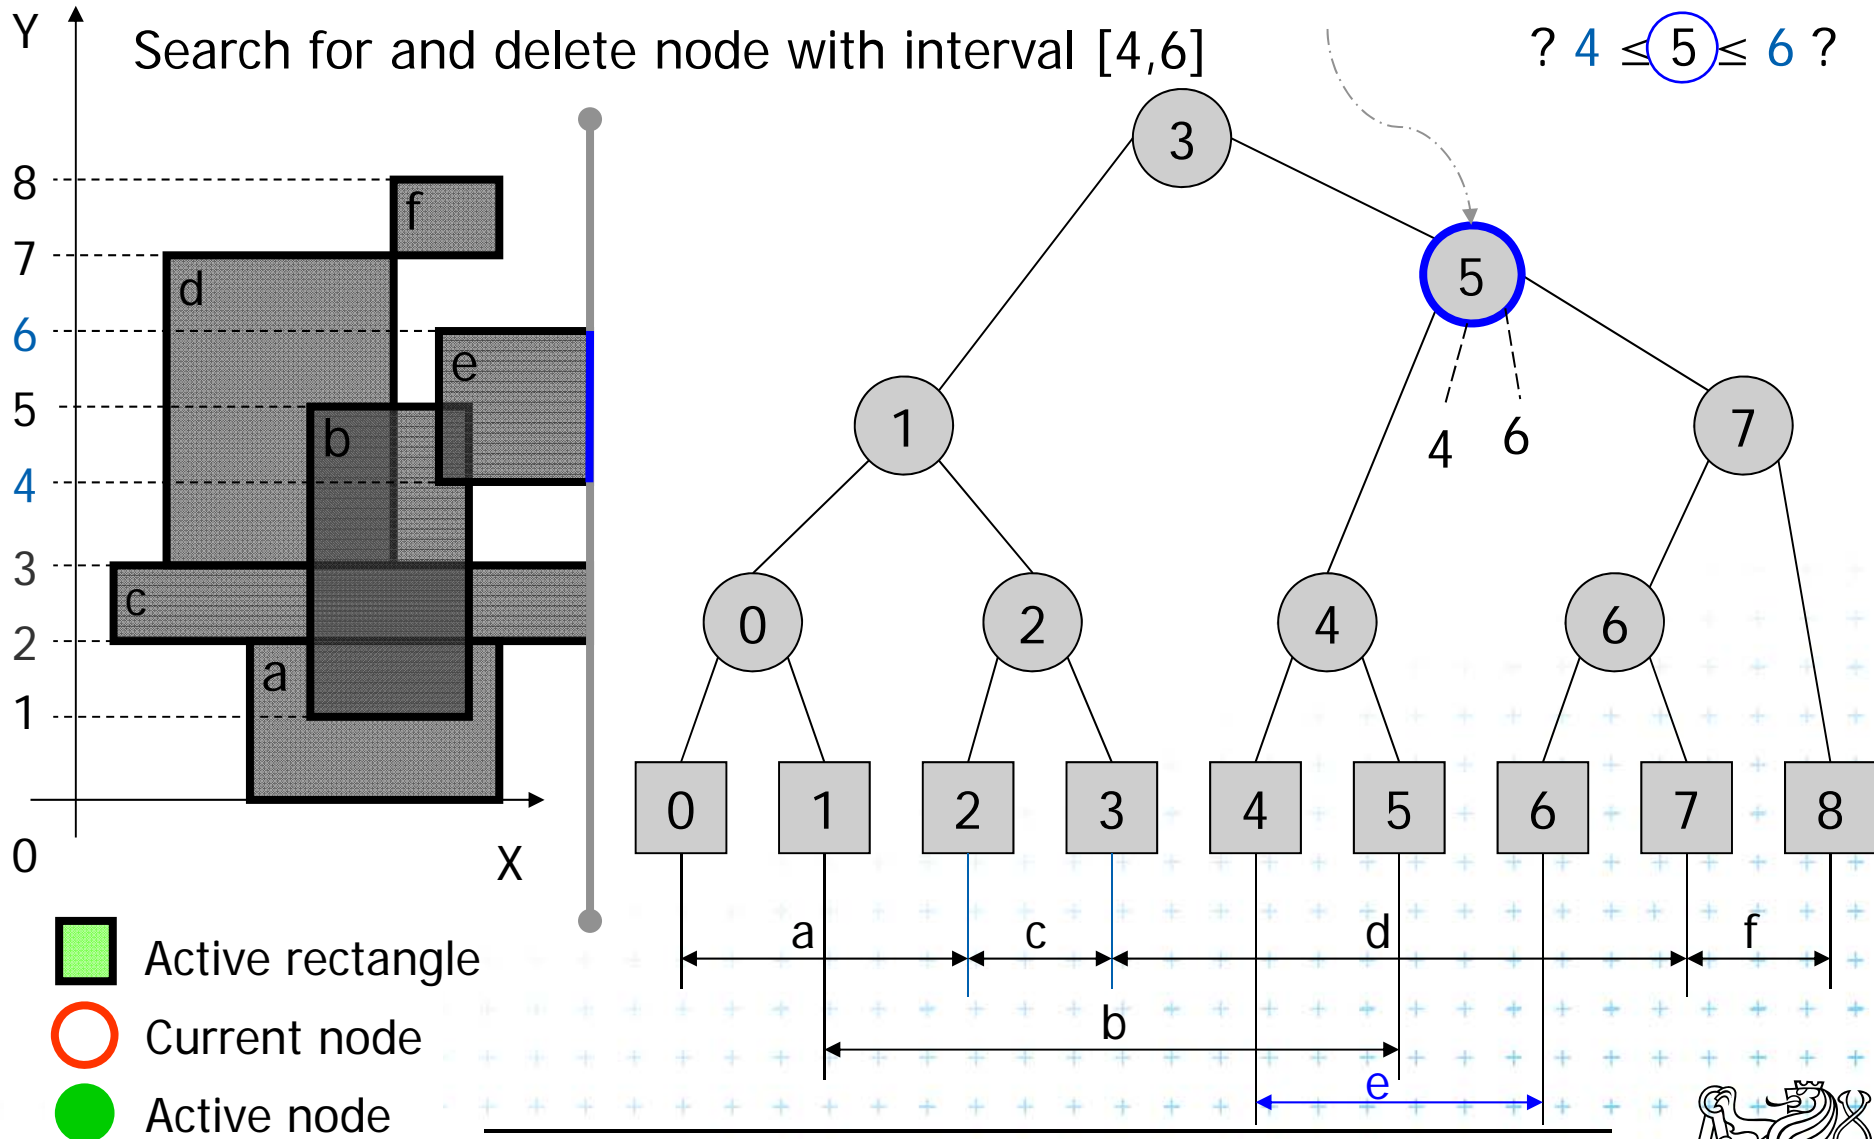 Y
Search for and delete node with interval [4,6]
? 4 ≤ 5 ≤ 6 ?
3
8
f
7
d
5
6
e
5
b
4
6
1
7
4
3
c
2
a
0
2
4
6
1
0
1
2
3
4
5
6
7
8
0
X
a
c
d
f
Active rectangle
b
Current node
e
Active node